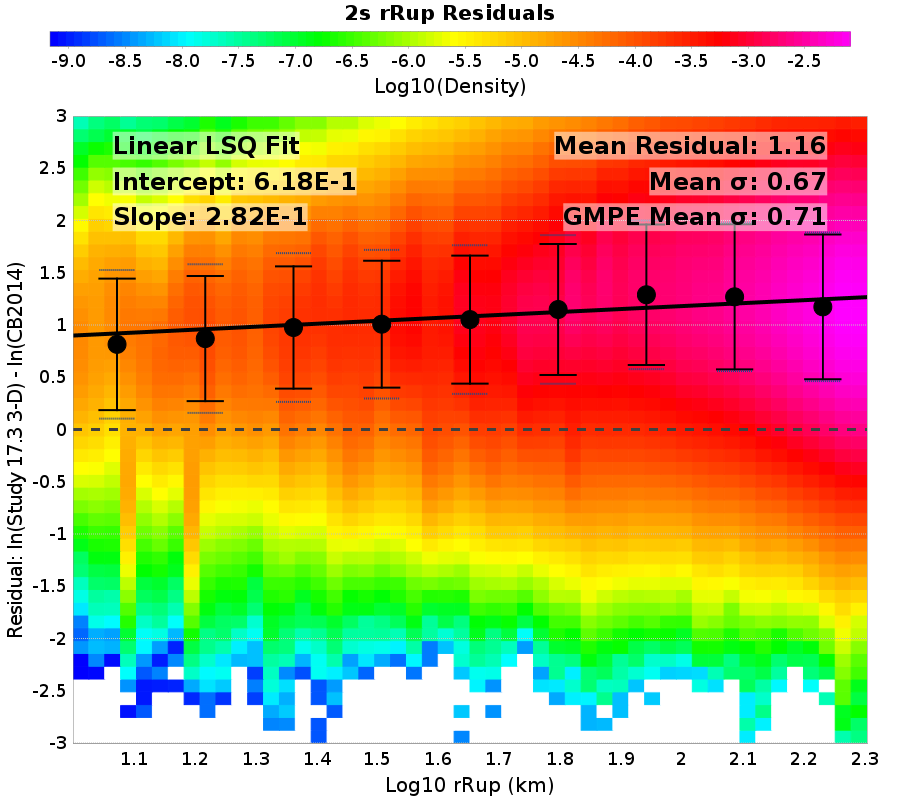 2s rRup Residuals
-9.0 -8.5 -8.0 -7.5 -7.0 -6.5 -6.0 -5.5 -5.0 -4.5 -4.0 -3.5 -3.0 -2.5
Log10(Density)
Linear LSQ Fit
Intercept: 6.18E-1
Slope: 2.82E-1
Mean Residual: 1.16
Mean σ: 0.67
GMPE Mean σ: 0.71
Residual: ln(Study 17.3 3-D) - ln(CB2014)
3
2.5
2
1.5
1
0.5
0
-0.5
-1
-1.5
-2
-2.5
-3
1.1 1.2 1.3 1.4 1.5 1.6 1.7 1.8 1.9 2 2.1 2.2 2.3
Log10 rRup (km)